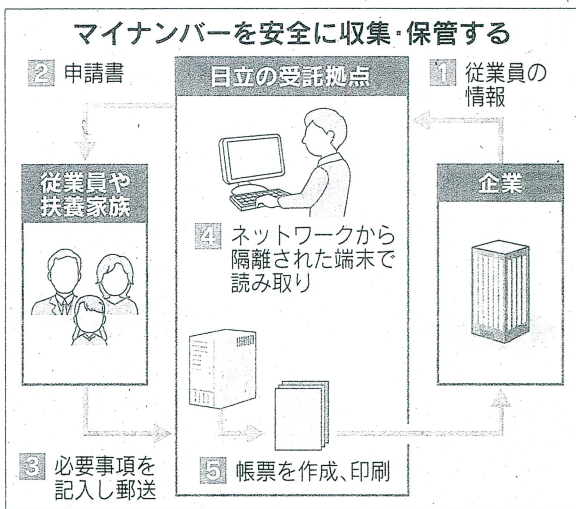 マイナンバーを安全に収集・保管する
2 申請書
日立の受託拠点
1 従業員の
情報
従業員や
扶養家族
企業
4 ネットワークから
隔離された端末で
読み取り
3 必要事項を
記入し郵送
5 帳票を作成、印刷